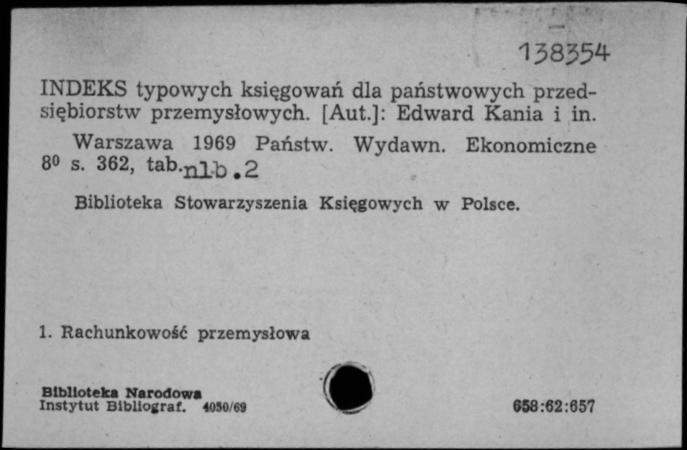 138354
INDEKS typowych księgowań dla państwowych przed-
siębiorstw przemysłowych. [Aut.]: Edward Kania i in.
Warszawa 1969 Państw. Wydawn. Ekonomiczne
8⁰ s. 362, tab. nlb. 2
Biblioteka Stowarzyszenia Księgowych w Polsce.
1. Rachunkowość przemysłowa
Biblioteka Narodowa
Instytut Bibliograf. 4050/69
658:62:657